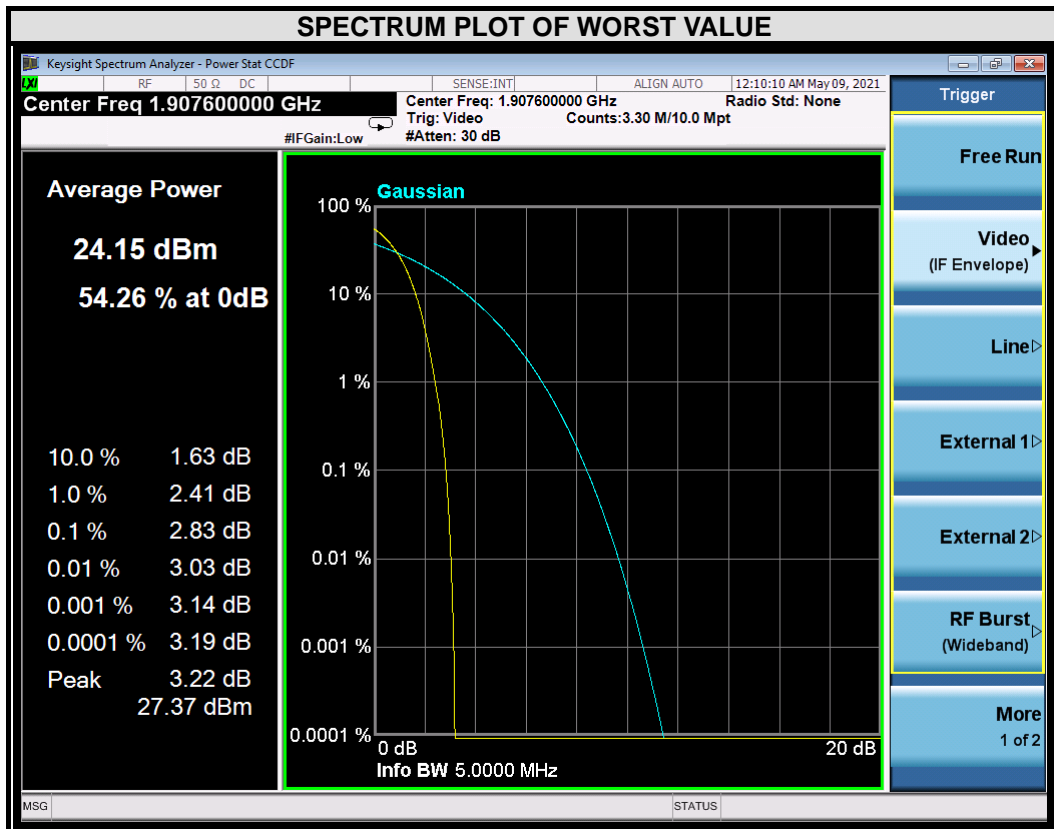 SPECTRUM PLOT OF WORST VALUE
Keysight Spectrum Analyzer - Power Stat CCDF
LXI RF 50 Ω DC SENSE:INT ALIGN AUTO 12:10:10 AM May 09, 2021
Center Freq 1.907600000 GHz
Center Freq: 1.907600000 GHz Radio Std: None
Trig: Video Counts:3.30 M/10.0 Mpt
#IFGain:Low #Atten: 30 dB
Average Power
24.15 dBm
54.26 % at 0dB
10.0 % 1.63 dB
1.0 % 2.41 dB
0.1 % 2.83 dB
0.01 % 3.03 dB
0.001 % 3.14 dB
0.0001 % 3.19 dB
Peak 3.22 dB
27.37 dBm
Gaussian
100 %
10 %
1 %
0.1 %
0.01 %
0.001 %
0.0001 %
0 dB 20 dB
Info BW 5.0000 MHz
Trigger
Free Run
Video
(IF Envelope)
Line
External 1
External 2
RF Burst
(Wideband)
More
1 of 2
MSG STATUS